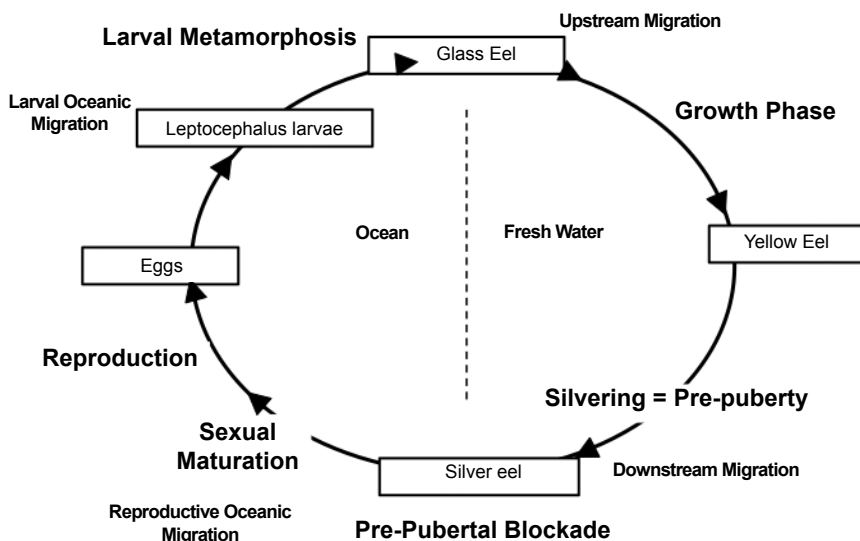 Upstream Migration
Larval Metamorphosis
Glass Eel
Larval Oceanic
Migration
Leptocephalus larvae
Growth Phase
Ocean
Fresh Water
Yellow Eel
Eggs
Reproduction
Silvering = Pre-puberty
Sexual
Maturation
Silver eel
Downstream Migration
Reproductive Oceanic
Migration
Pre-Pubertal Blockade